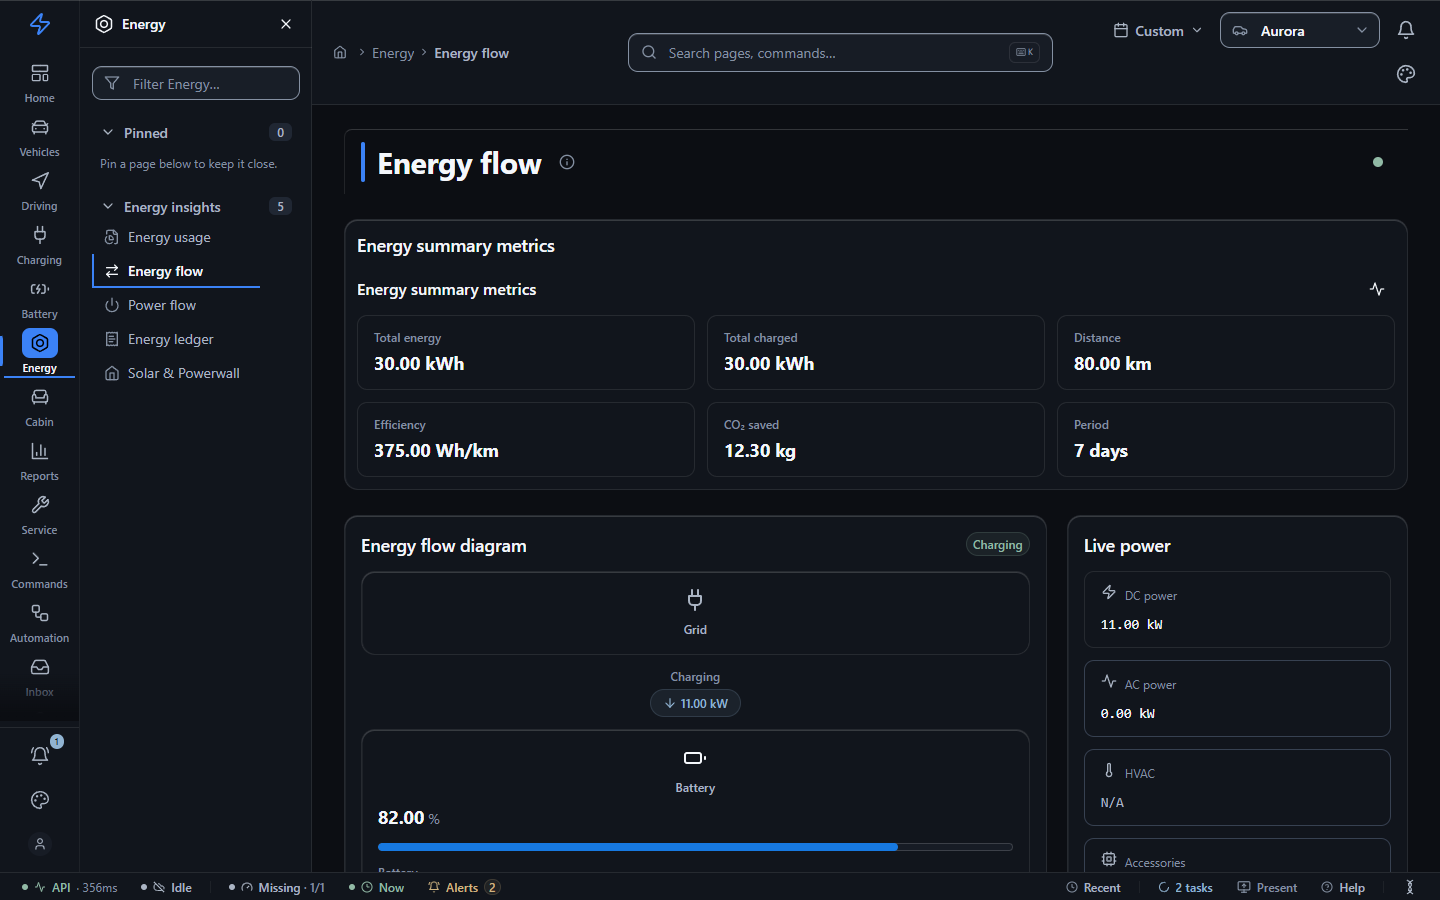 Home
Vehicles
Driving
Charging
Battery
Energy
Cabin
Reports
Service
Commands
Automation
Inbox
1
Energy
Filter Energy...
Pinned
0
Pin a page below to keep it close.
Energy insights
5
Energy usage
Energy flow
Power flow
Energy ledger
Solar & Powerwall
Energy
Energy flow
Search pages, commands...
K
Custom
Aurora
Energy flow
Energy summary metrics
Energy summary metrics
Total energy
30.00 kWh
Total charged
30.00 kWh
Distance
80.00 km
Efficiency
375.00 Wh/km
CO₂ saved
12.30 kg
Period
7 days
Energy flow diagram
Charging
Grid
Charging
↓ 11.00 kW
Battery
82.00 %
Battery
Live power
DC power
11.00 kW
AC power
0.00 kW
HVAC
N/A
Accessories
API · 356ms
Idle
Missing · 1/1
Now
Alerts 2
Recent
2 tasks
Present
Help